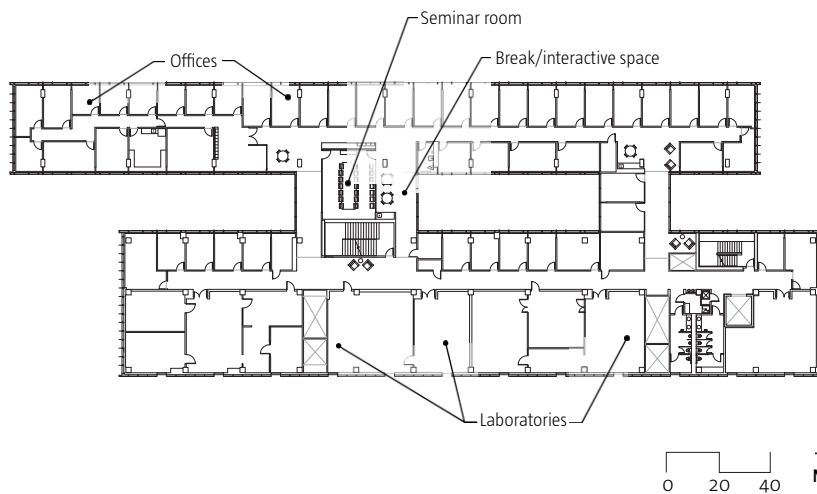 Seminar room
Offices
Break/interactive space
Laboratories
0 20 40